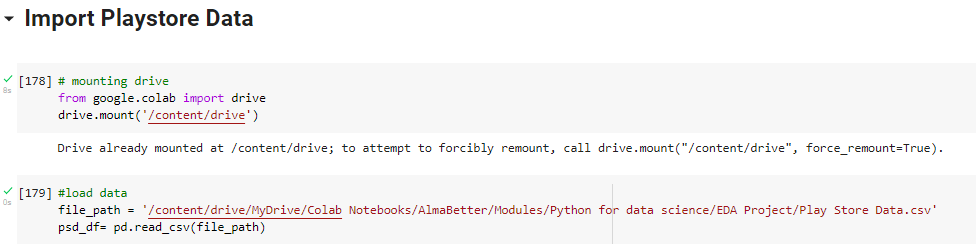 Import Playstore Data
[178] # mounting drive
8s
from google.colab import drive
drive.mount('/content/drive')
Drive already mounted at /content/drive; to attempt to forcibly remount, call drive.mount("/content/drive", force_remount=True).
[179] #load data
0s
file_path = '/content/drive/MyDrive/Colab Notebooks/AlmaBetter/Modules/Python for data science/EDA Project/Play Store Data.csv'
psd_df= pd.read_csv(file_path)